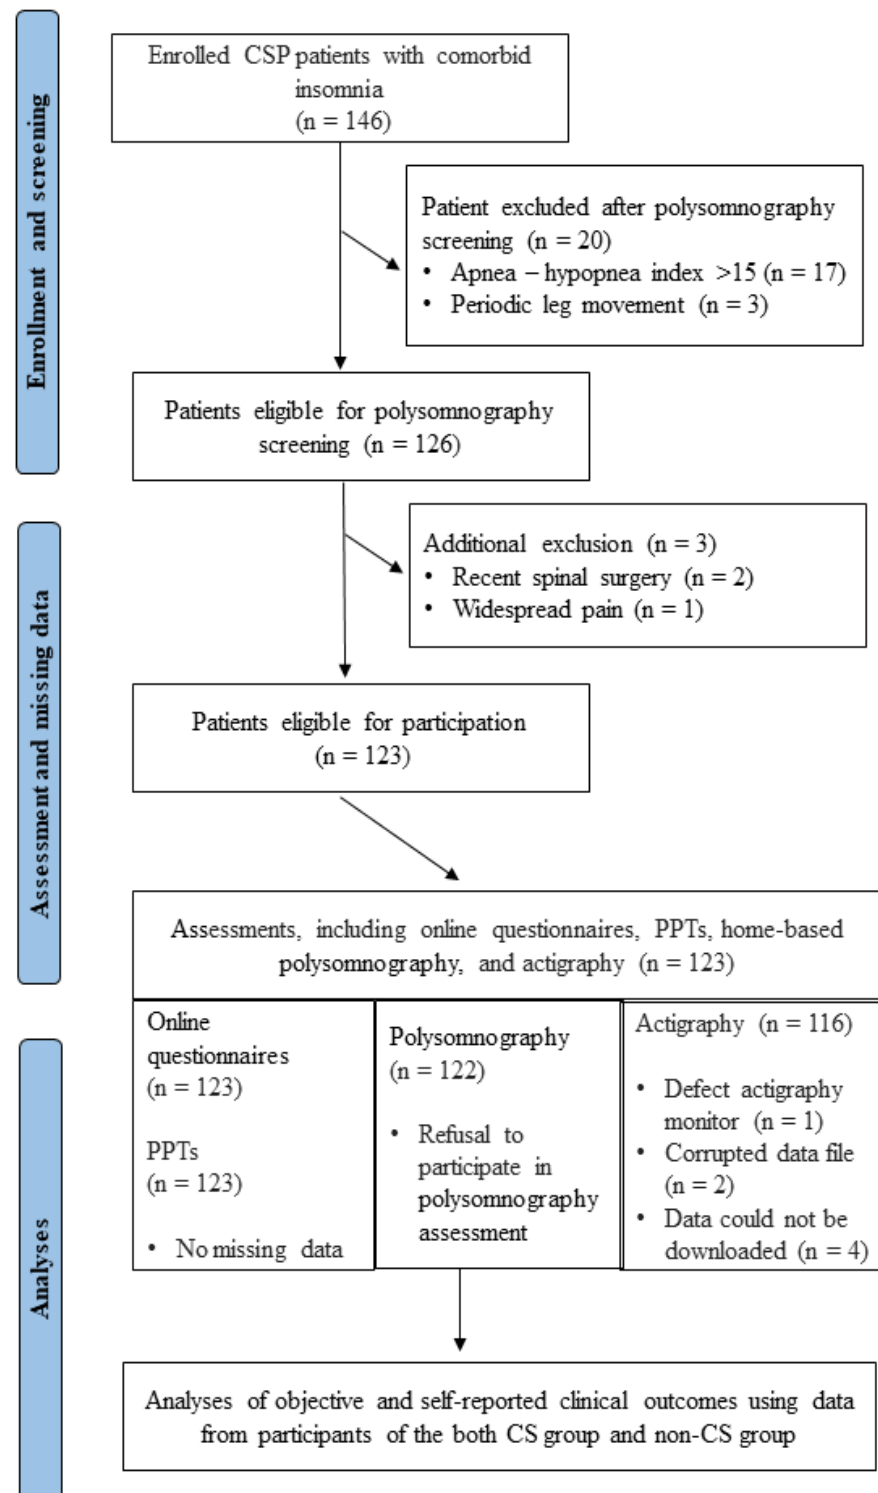 Enrollment and screening
Enrolled CSP patients with comorbid
insomnia
(n = 146)
Patient excluded after polysomnography
screening (n = 20)
• Apnea – hypopnea index >15 (n = 17)
• Periodic leg movement (n = 3)
Patients eligible for polysomnography
screening (n = 126)
Assessment and missing data
Additional exclusion (n = 3)
• Recent spinal surgery (n = 2)
• Widespread pain (n = 1)
Patients eligible for participation
(n = 123)
Assessments, including online questionnaires, PPTs, home-based
polysomnography, and actigraphy (n = 123)
Analyses
Online
questionnaires
(n = 123)
PPTs
(n = 123)
• No missing data
Polysomnography
(n = 122)
• Refusal to
participate in
polysomnography
assessment
Actigraphy (n = 116)
• Defect actigraphy
monitor (n = 1)
• Corrupted data file
(n = 2)
• Data could not be
downloaded (n = 4)
Analyses of objective and self-reported clinical outcomes using data
from participants of the both CS group and non-CS group